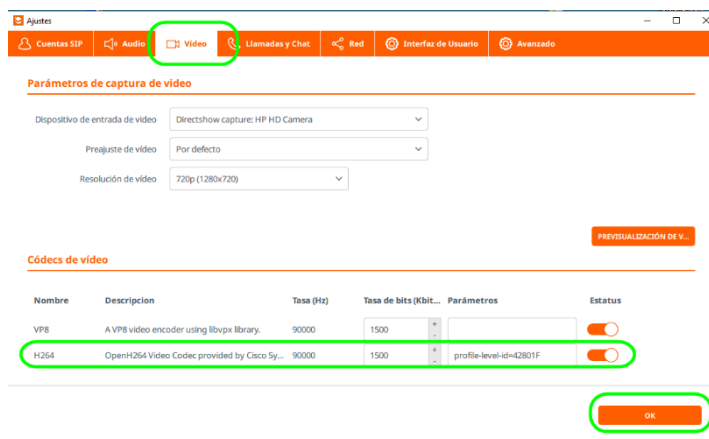 Ajustes
Cuentas SIP Audio Vídeo Llamadas y Chat Red Interfaz de Usuario Avanzado
Parámetros de captura de video
Dispositivo de entrada de video Directshow capture: HP HD Camera
Preajuste de vídeo Por defecto
Resolución de vídeo 720p (1280x720)
PREVISUALIZACIÓN DE V...
Códecs de vídeo
Nombre Descripcion Tasa (Hz) Tasa de bits (Kbit... Parámetros Estatus
VP8 A VP8 video encoder using libvpx library. 90000 1500 + -
H264 OpenH264 Video Codec provided by Cisco Sy... 90000 1500 + - profile-level-id=42801F
OK